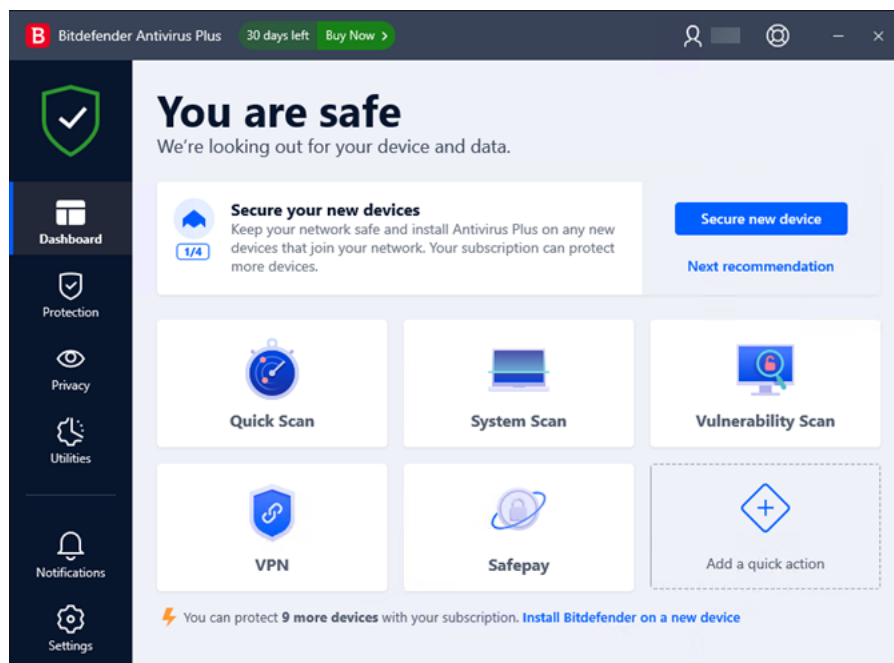 B Bitdefender Antivirus Plus 30 days left Buy Now >
You are safe
We're looking out for your device and data.
Secure your new devices
Keep your network safe and install Antivirus Plus on any new
devices that join your network. Your subscription can protect
more devices.
1/4
Secure new device
Next recommendation
Dashboard
Protection
Privacy
Utilities
Notifications
Settings
Quick Scan
System Scan
Vulnerability Scan
VPN
Safepay
Add a quick action
You can protect 9 more devices with your subscription. Install Bitdefender on a new device